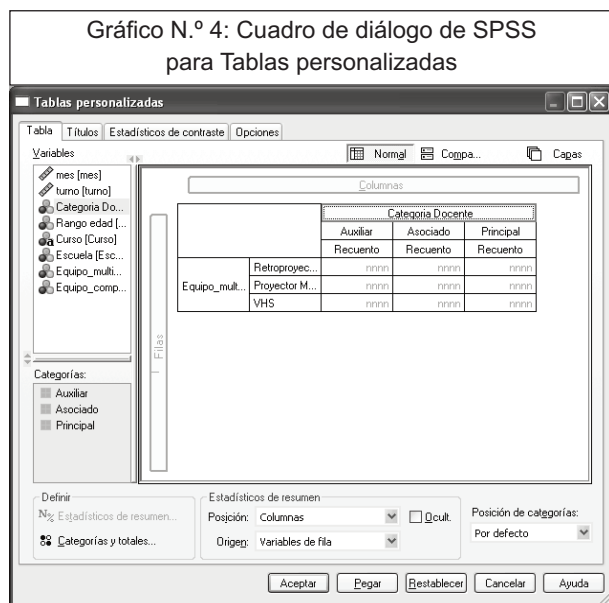 Gráfico N.º 4: Cuadro de diálogo de SPSS
para Tablas personalizadas
Tablas personalizadas
Tabla Títulos Estadísticos de contraste Opciones
Variables
mes [mes]
turno [turno]
Categoria Do...
Rango edad [...
Curso [Curso]
Escuela [Esc...
Equipo_multi...
Equipo_comp...
Categorías:
Auxiliar
Asociado
Principal
Normal Compa... Capas
Columnas
Filas
Categoria Docente
Auxiliar Asociado Principal
Recuento Recuento Recuento
Equipo_mult...
Retroproyec... nnnn nnnn nnnn
Proyector M... nnnn nnnn nnnn
VHS nnnn nnnn nnnn
Definir
N% Estadísticos de resumen...
Categorías y totales...
Estadísticos de resumen
Posición: Columnas Ocult.
Origen: Variables de fila
Posición de categorías:
Por defecto
Aceptar Pegar Restablecer Cancelar Ayuda